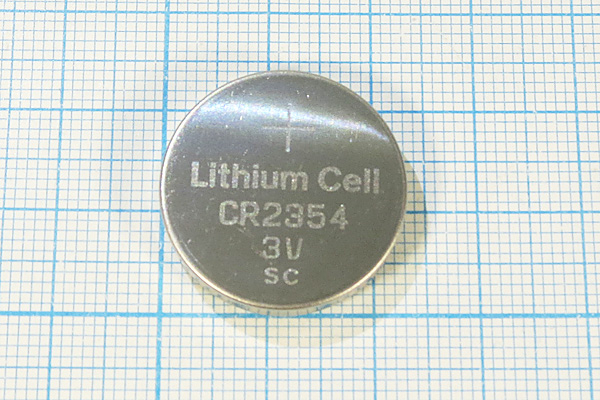 +
Lithium Cell
CR2354
3V
SC